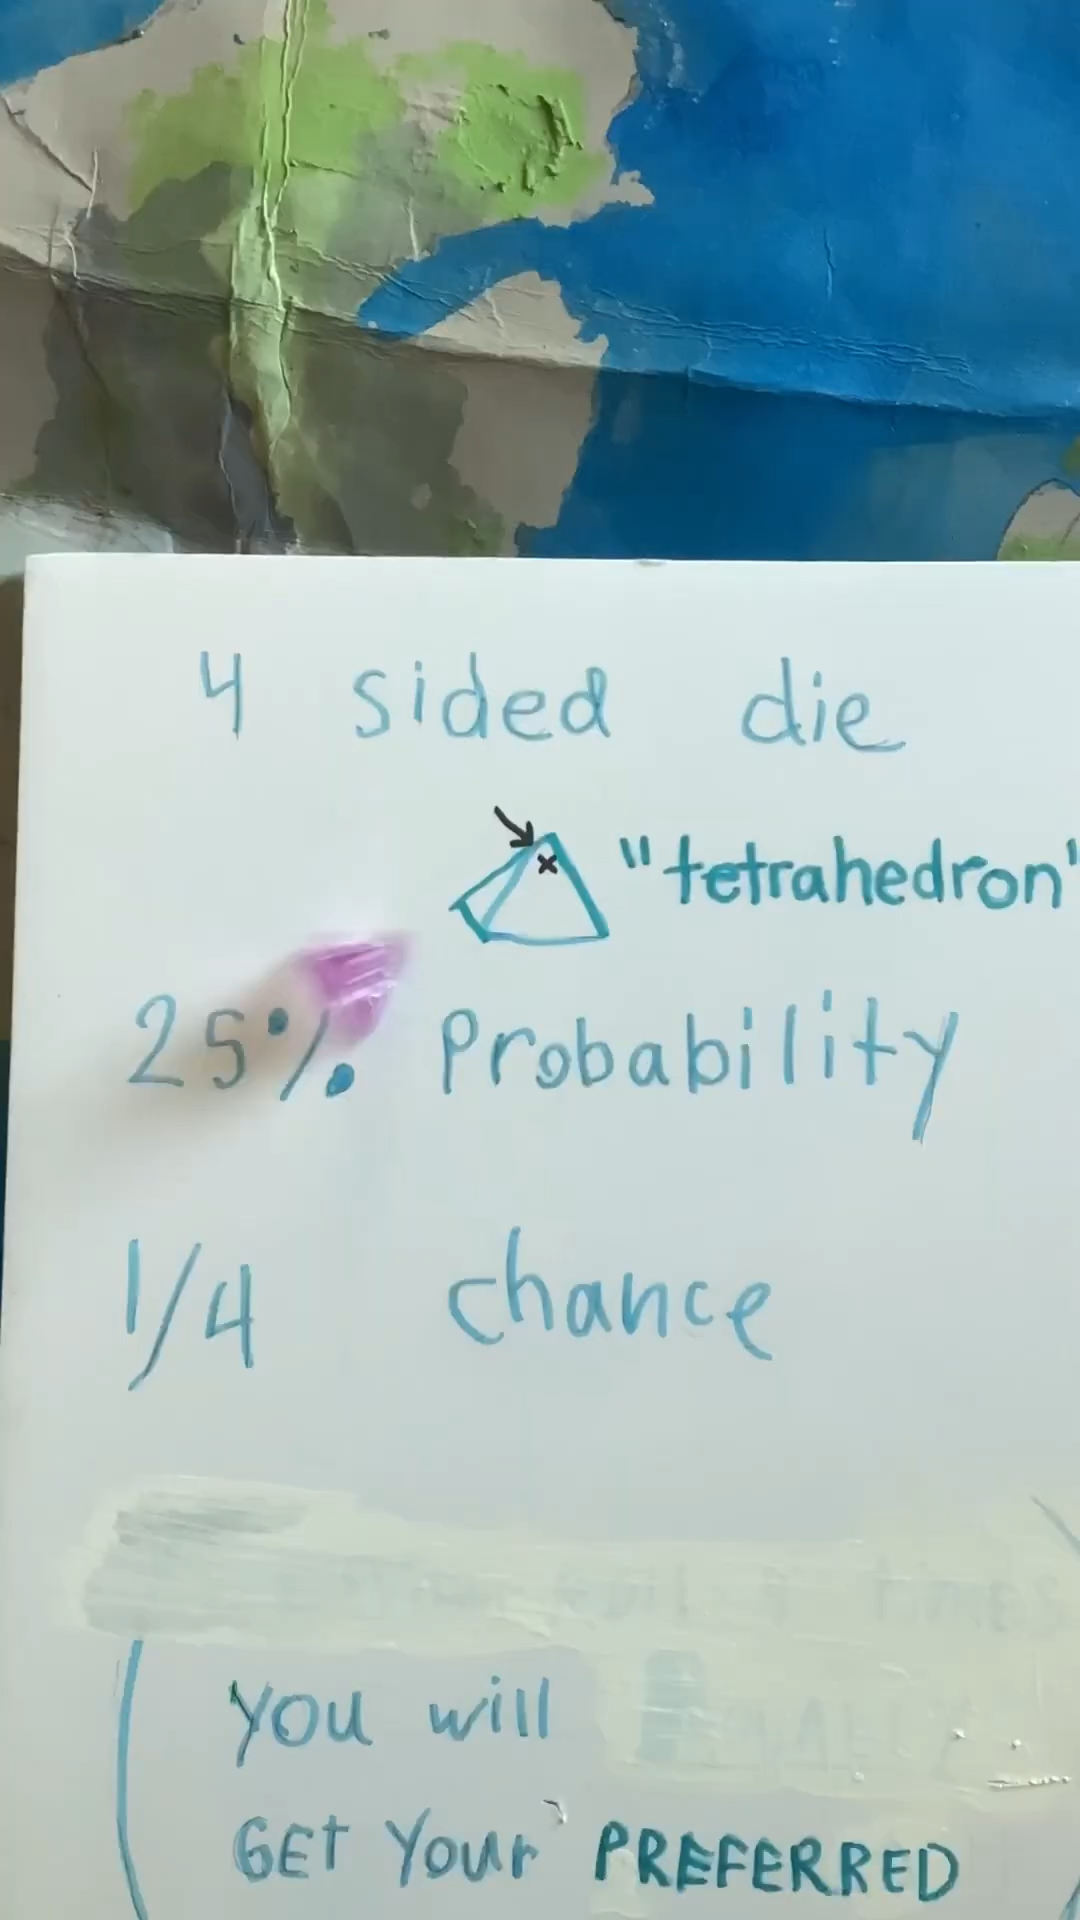 4 sided die
"tetrahedron"
25% Probability
1/4 chance
you will
GET Your PREFERRED